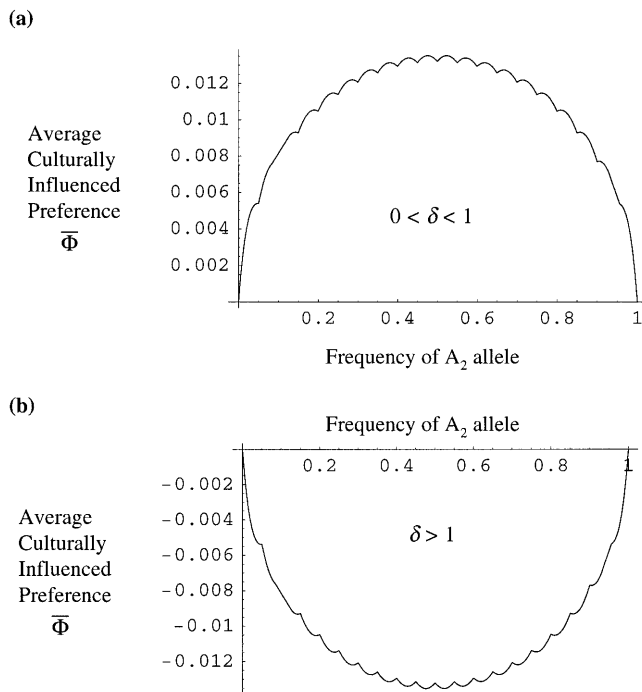 (a)
0.012
0.01
0.008
0.006
0.004
0.002
Average
Culturally
Influenced
Preference
Φ̅
0 < δ < 1
0.2 0.4 0.6 0.8 1
Frequency of A₂ allele
(b)
Frequency of A₂ allele
0.2 0.4 0.6 0.8 1
-0.002
-0.004
-0.006
-0.008
-0.01
-0.012
Average
Culturally
Influenced
Preference
Φ̅
δ > 1